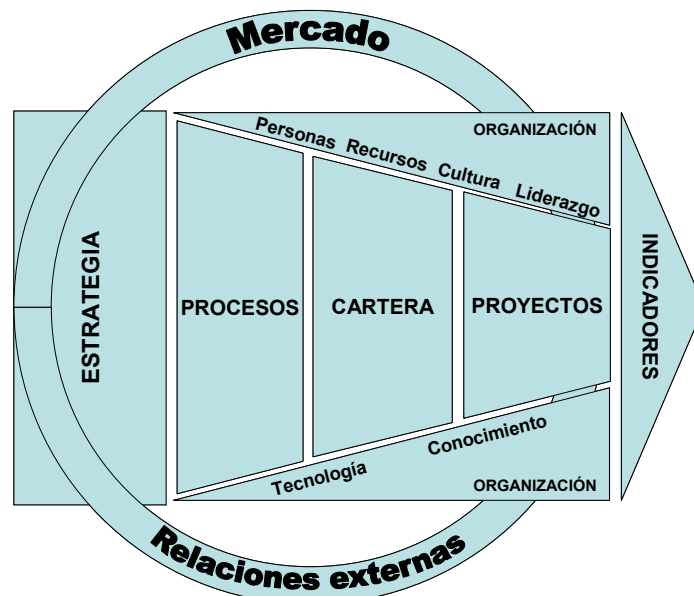 Mercado
ORGANIZACIÓN
Personas Recursos Cultura Liderazgo
ESTRATEGIA
PROCESOS
CARTERA
PROYECTOS
INDICADORES
Tecnología
Conocimiento
ORGANIZACIÓN
Relaciones externas